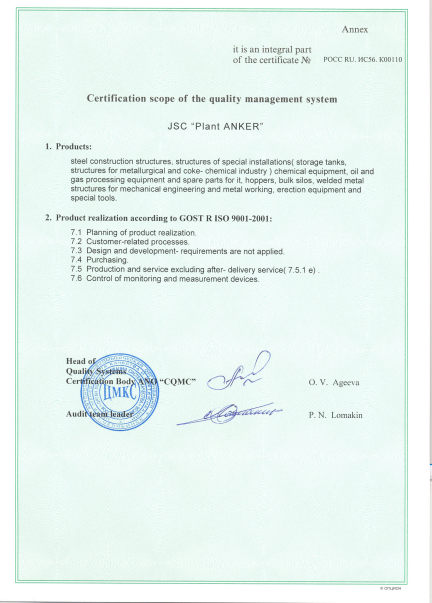 Annex
it is an integral part
of the certificate № РОСС RU. ИС56. К00110
Certification scope of the quality management system
JSC "Plant ANKER"
1. Products:
steel construction structures, structures of special installations( storage tanks,
structures for metallurgical and coke- chemical industry ) chemical equipment, oil and
gas processing equipment and spare parts for it, hoppers, bulk silos, welded metal
structures for mechanical engineering and metal working, erection equipment and
special tools.
2. Product realization according to GOST R ISO 9001-2001:
7.1 Planning of product realization.
7.2 Customer-related processes.
7.3 Design and development- requirements are not applied.
7.4 Purchasing.
7.5 Production and service excluding after- delivery service( 7.5.1 e) .
7.6 Control of monitoring and measurement devices.
Head of
Quality Systems
Certification Body ANO "CQMC"
O. V. Ageeva
ЦМКС
Audit team leader
P. N. Lomakin